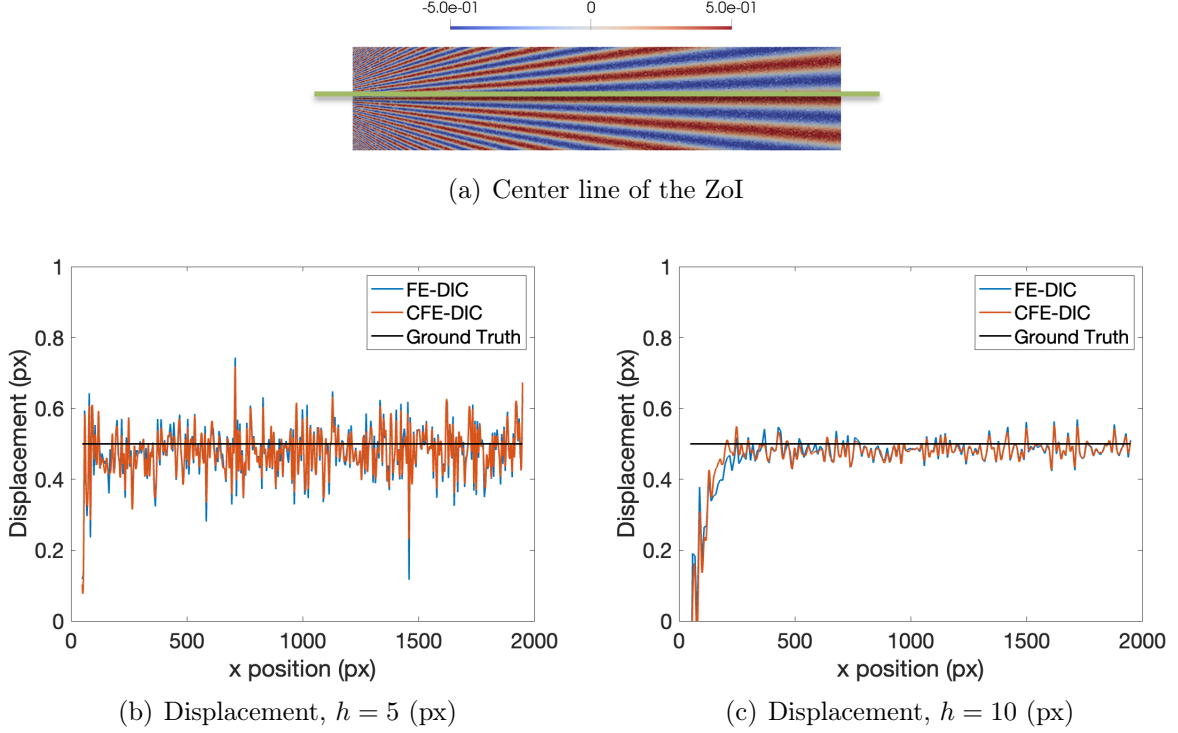 -5.0e-01 0 5.0e-01
(a) Center line of the ZoI
1
0.8
0.6
0.4
0.2
0
Displacement (px)
FE-DIC
CFE-DIC
Ground Truth
0 500 1000 1500 2000
x position (px)
(b) Displacement, h = 5 (px)
1
0.8
0.6
0.4
0.2
0
Displacement (px)
FE-DIC
CFE-DIC
Ground Truth
0 500 1000 1500 2000
x position (px)
(c) Displacement, h = 10 (px)